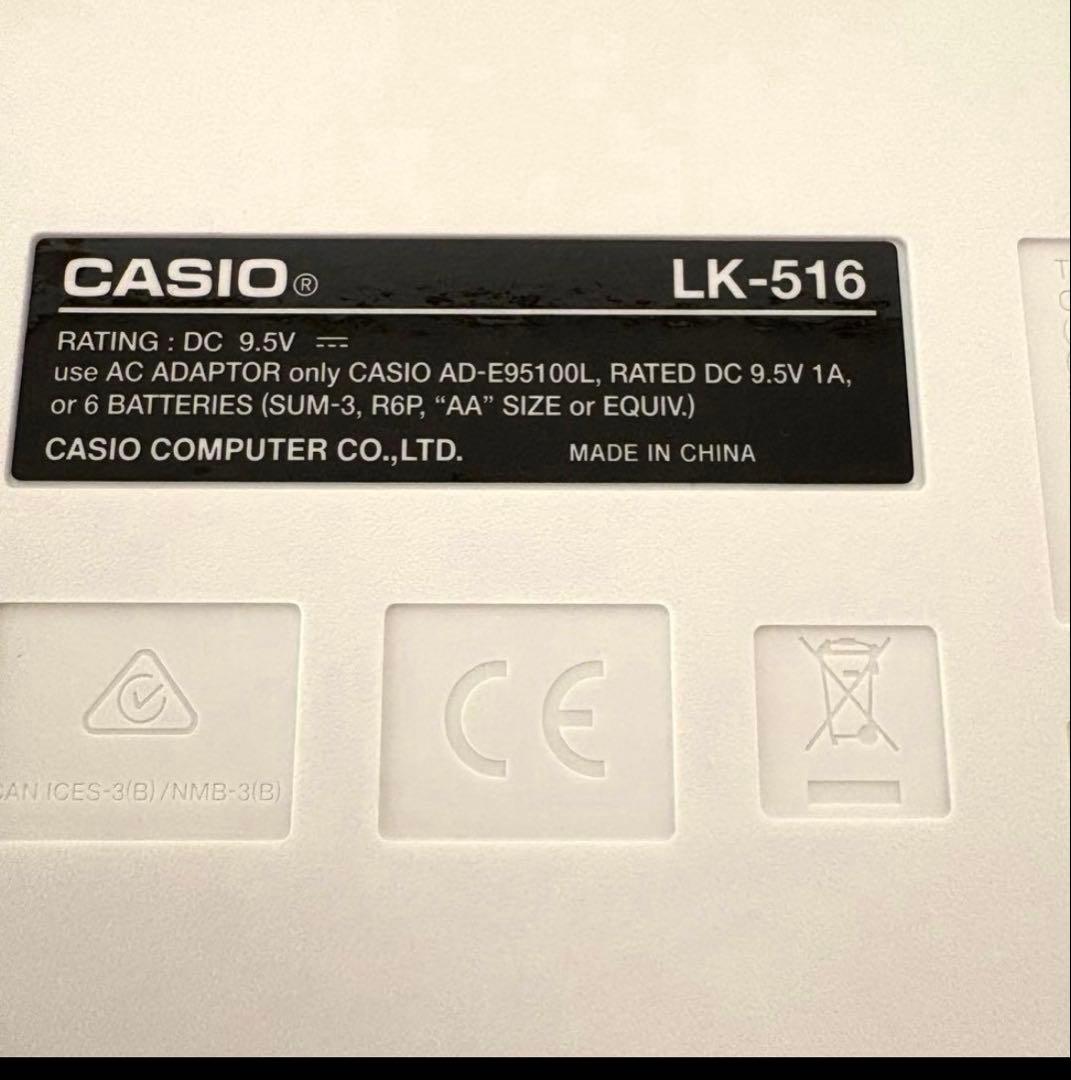 CASIO® LK-516
RATING : DC 9.5V ⎓
use AC ADAPTOR only CASIO AD-E95100L, RATED DC 9.5V 1A,
or 6 BATTERIES (SUM-3, R6P, “AA” SIZE or EQUIV.)
CASIO COMPUTER CO.,LTD. MADE IN CHINA
CE
CAN ICES-3(B)/NMB-3(B)